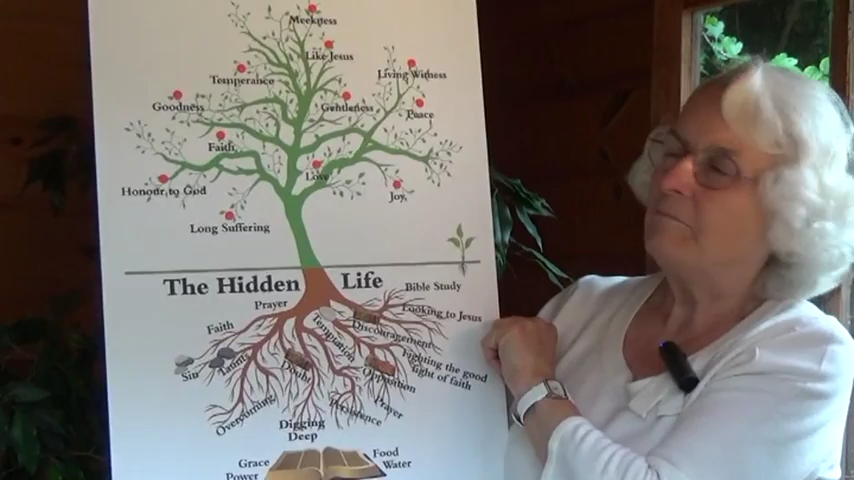 Meekness
Like Jesus
Living Witness
Temperance
Goodness
Gentleness
Peace
Faith
Love
Honour to God
Joy
Long Suffering
The Hidden Life
Bible Study
Prayer
Looking to Jesus
Faith
Temptation
Discouragement
Sin
Taunts
Doubt
Opposition
Fighting the good
fight of faith
Overcoming
Persistence
Prayer
Digging
Deep
Grace
Power
Food
Water